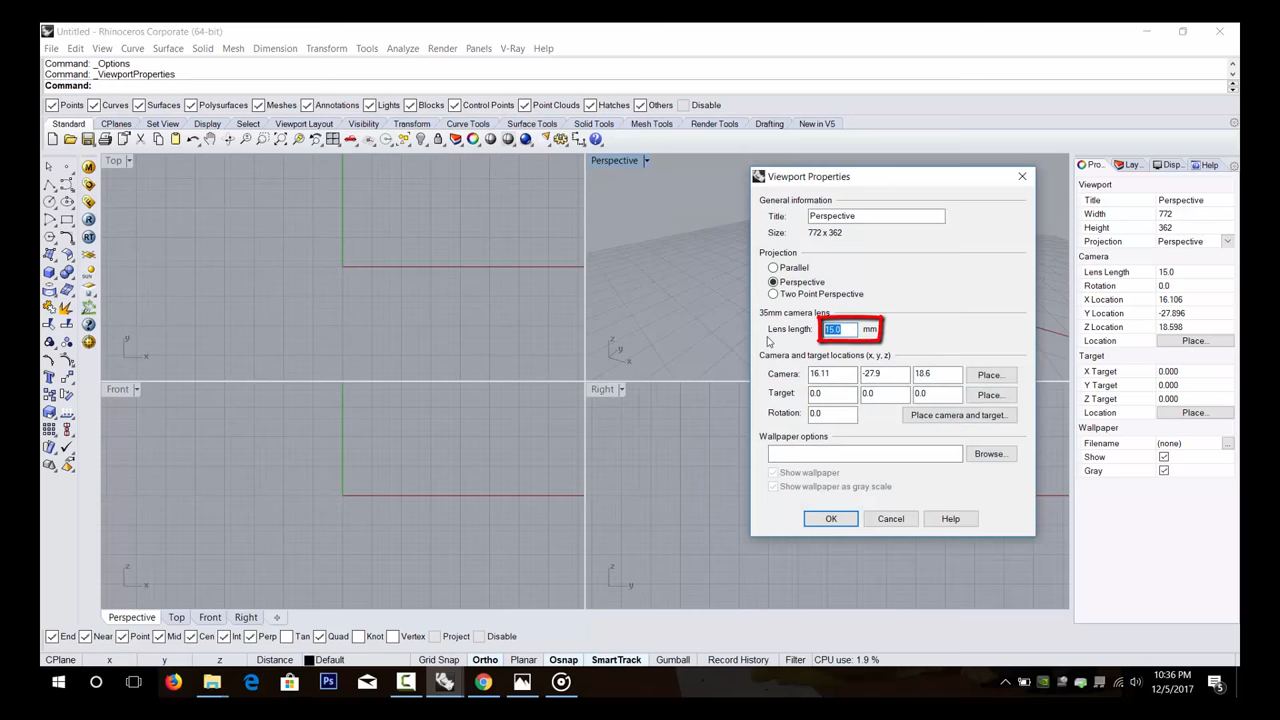 Untitled - Rhinoceros Corporate (64-bit)
File Edit View Curve Surface Solid Mesh Dimension Transform Tools Analyze Render Panels V-Ray Help
Command: _Options
Command: _ViewportProperties
Command:
Points Curves Surfaces Polysurfaces Meshes Annotations Lights Blocks Control Points Point Clouds Hatches Others Disable
Standard CPlanes Set View Display Select Viewport Layout Visibility Transform Curve Tools Surface Tools Solid Tools Mesh Tools Render Tools Drafting New in V5
Top
Perspective
Pro... Lay... Disp... Help
Viewport Properties
General information
Title: Perspective
Size: 772 x 362
Projection
Parallel
Perspective
Two Point Perspective
35mm camera lens
Lens length: 15.0 mm
Camera and target locations (x, y, z)
Camera: 16.11 -27.9 18.6 Place...
Target: 0.0 0.0 0.0 Place...
Rotation: 0.0 Place camera and target...
Wallpaper options
Browse...
Show wallpaper
Show wallpaper as gray scale
OK Cancel Help
Viewport
Title Perspective
Width 772
Height 362
Projection Perspective
Camera
Lens Length 15.0
Rotation 0.0
X Location 16.106
Y Location -27.896
Z Location 18.598
Location Place...
Target
X Target 0.000
Y Target 0.000
Z Target 0.000
Location Place...
Wallpaper
Filename (none) ...
Show
Gray
y
x
z
y
x
Front
Right
z
x
z
y
Perspective Top Front Right
End Near Point Mid Cen Int Perp Tan Quad Knot Vertex Project Disable
CPlane x y z Distance Default Grid Snap Ortho Planar Osnap SmartTrack Gumball Record History Filter CPU use: 1.9 %
10:36 PM
12/5/2017
5